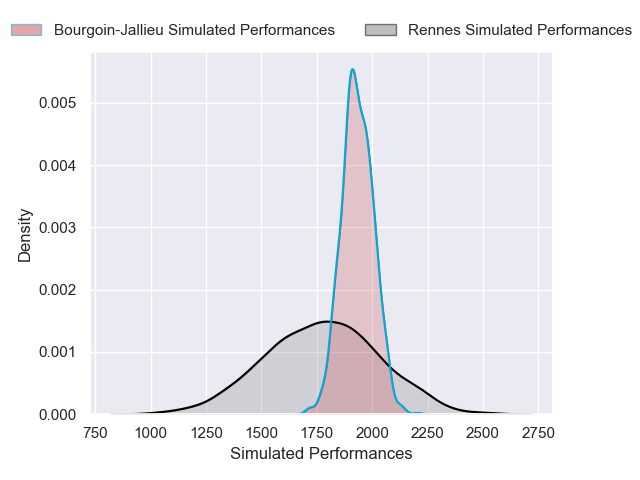 Bourgoin-Jallieu Simulated Performances Rennes Simulated Performances
0.005
0.004
0.003
0.002
0.001
0.000
Density
750 1000 1250 1500 1750 2000 2250 2500 2750
Simulated Performances